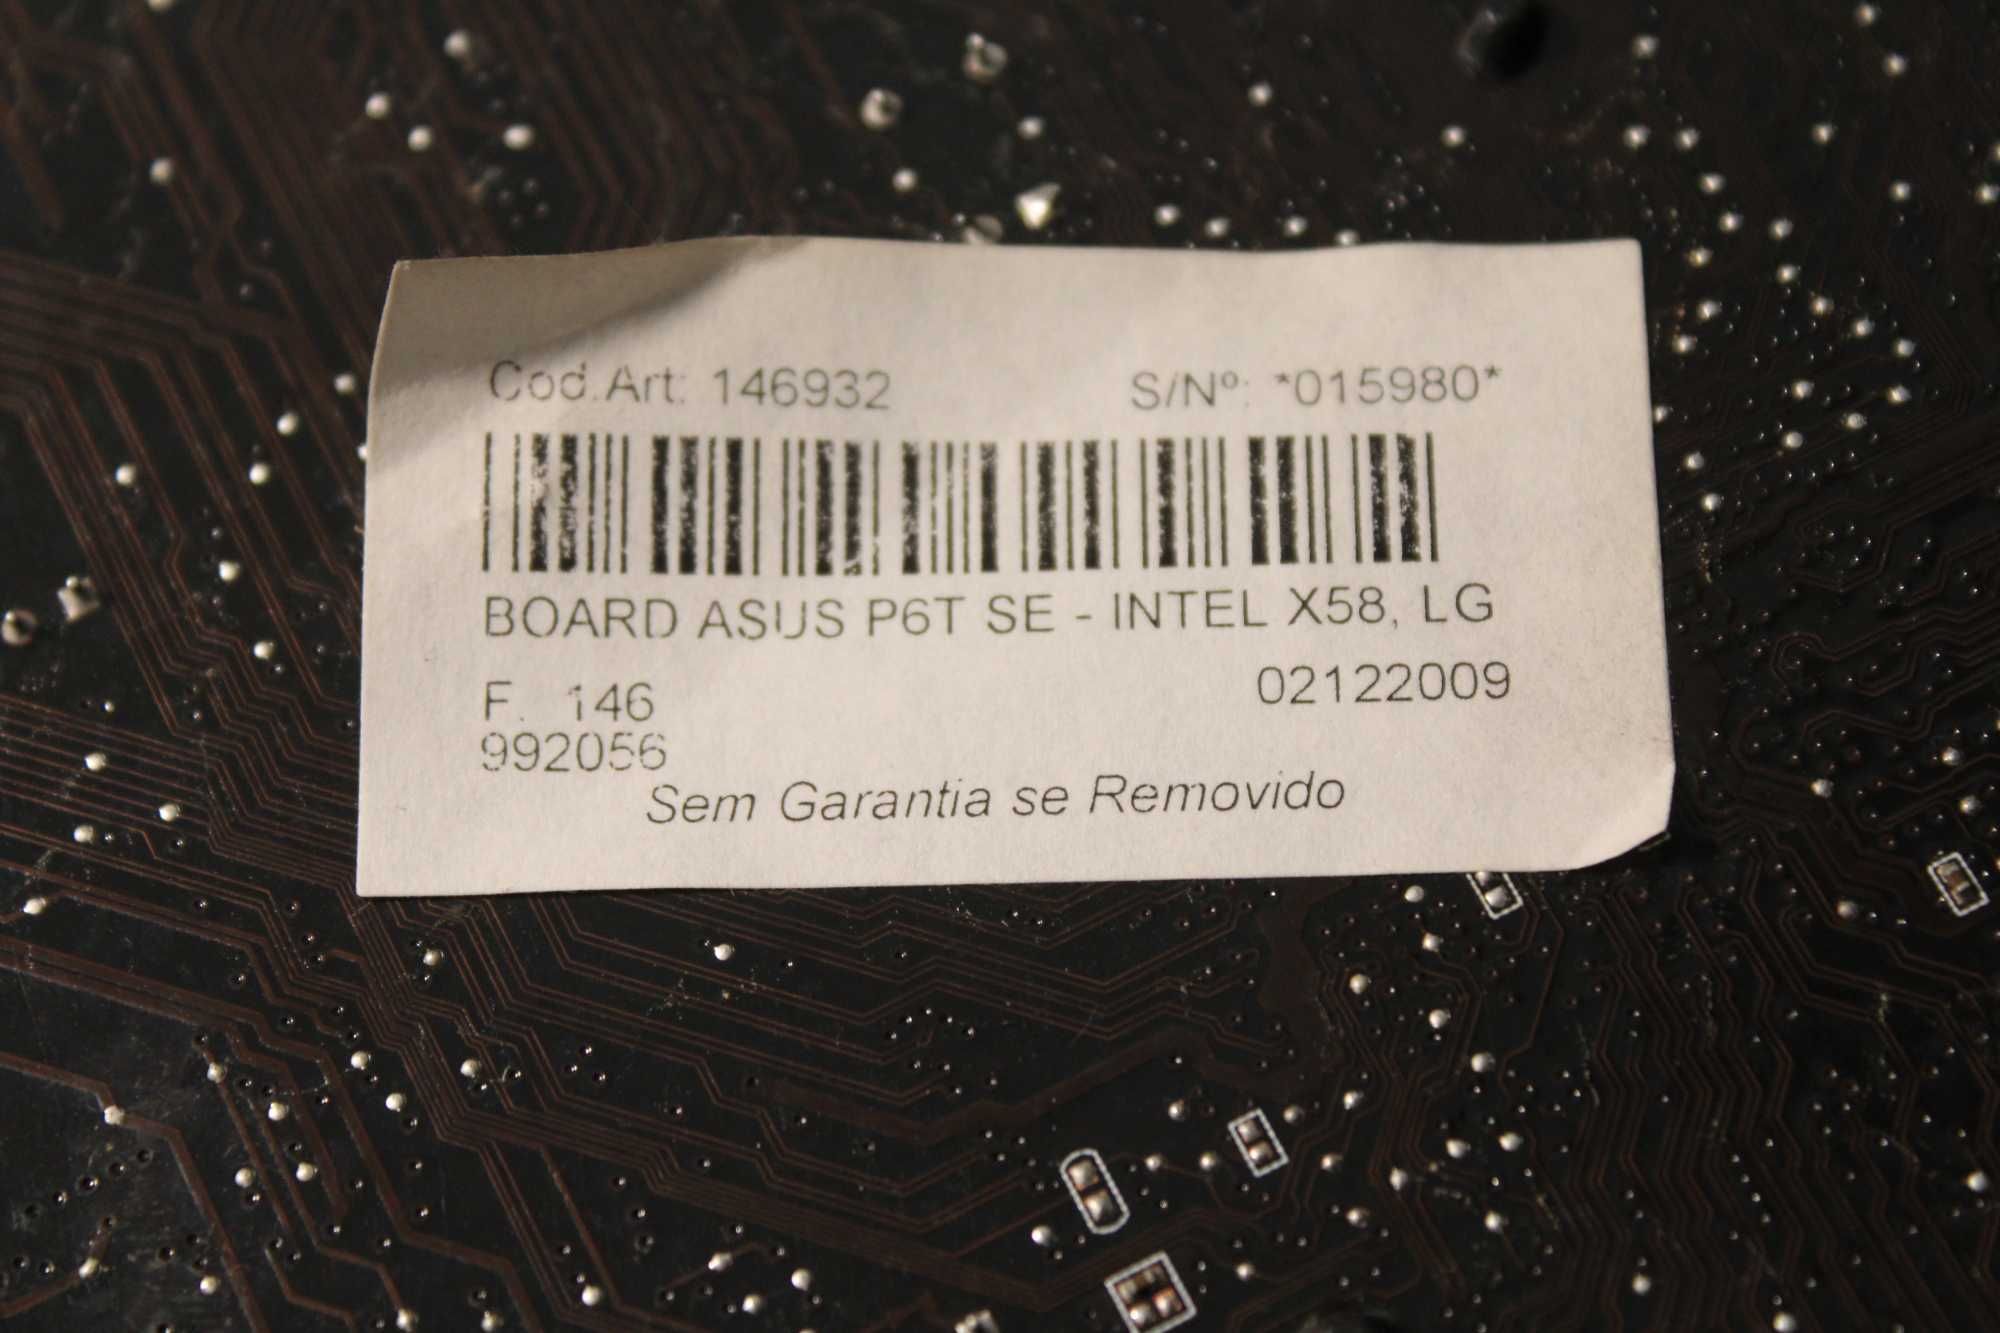 Cod.Art: 146932 S/Nº: *015980*
BOARD ASUS P6T SE - INTEL X58, LG
F. 146 02122009
992056
Sem Garantia se Removido